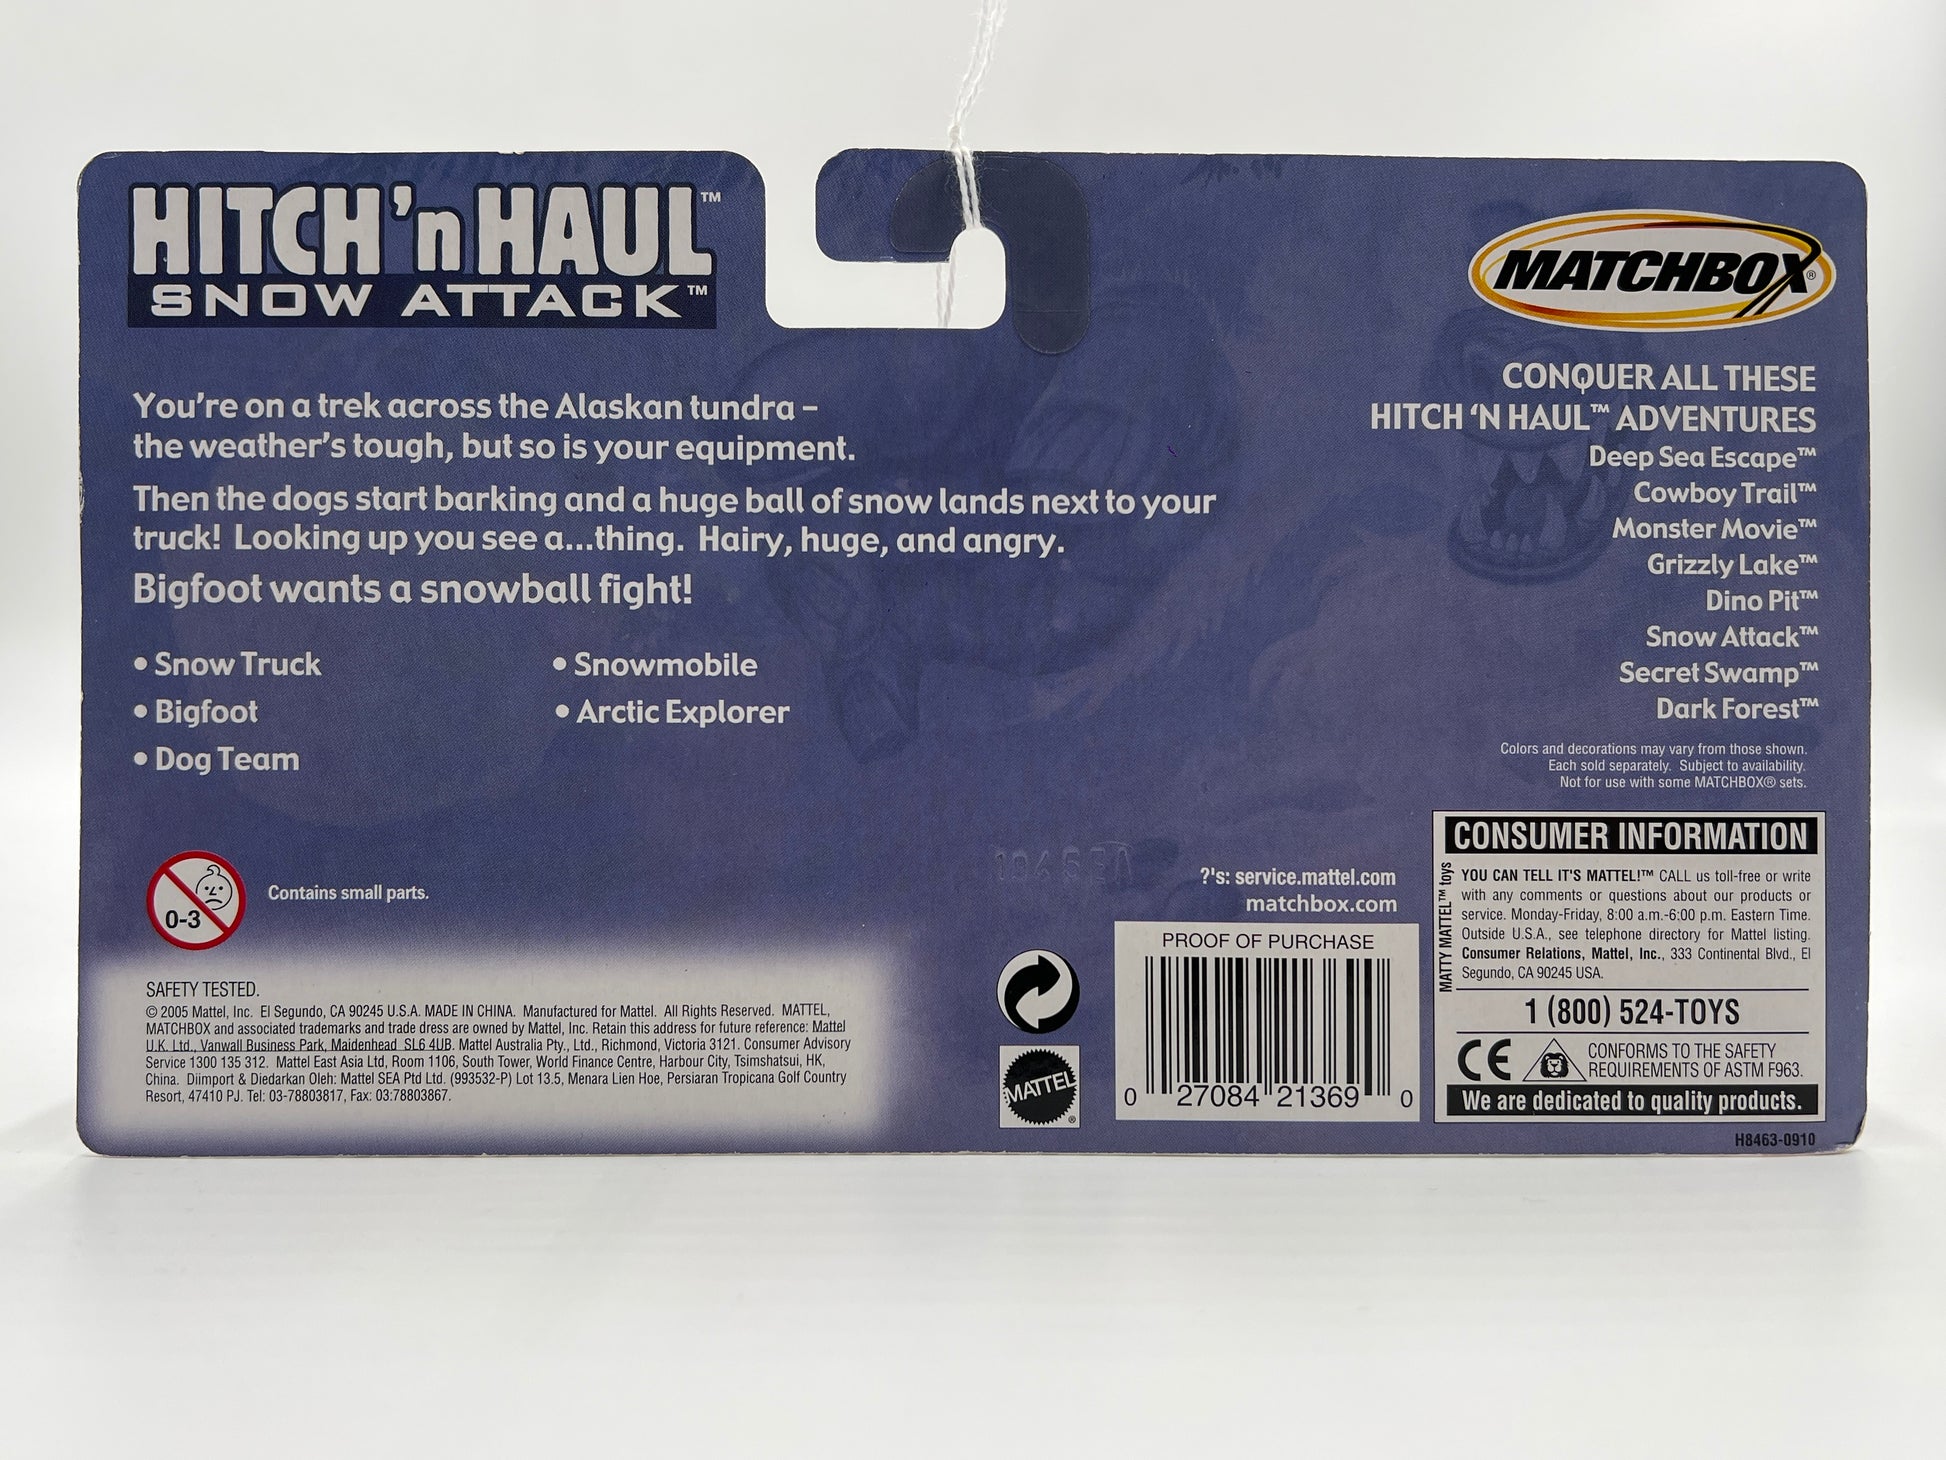 HITCH 'n HAUL™
SNOW ATTACK™
You're on a trek across the Alaskan tundra –
the weather's tough, but so is your equipment.
Then the dogs start barking and a huge ball of snow lands next to your
truck! Looking up you see a...thing. Hairy, huge, and angry.
Bigfoot wants a snowball fight!
• Snow Truck
• Bigfoot
• Dog Team
• Snowmobile
• Arctic Explorer
MATCHBOX®
CONQUER ALL THESE
HITCH 'N HAUL™ ADVENTURES
Deep Sea Escape™
Cowboy Trail™
Monster Movie™
Grizzly Lake™
Dino Pit™
Snow Attack™
Secret Swamp™
Dark Forest™
Colors and decorations may vary from those shown.
Each sold separately. Subject to availability.
Not for use with some MATCHBOX® sets.
0-3
Contains small parts.
SAFETY TESTED.
© 2005 Mattel, Inc. El Segundo, CA 90245 U.S.A. MADE IN CHINA. Manufactured for Mattel. All Rights Reserved. MATTEL,
MATCHBOX and associated trademarks and trade dress are owned by Mattel, Inc. Retain this address for future reference: Mattel
U.K. Ltd., Vanwall Business Park, Maidenhead SL6 4UB. Mattel Australia Pty., Ltd., Richmond, Victoria 3121. Consumer Advisory
Service 1300 135 312. Mattel East Asia Ltd, Room 1106, South Tower, World Finance Centre, Harbour City, Tsimshatsui, HK,
China. Diimport & Diedarkan Oleh: Mattel SEA Ptd Ltd. (993532-P) Lot 13.5, Menara Lien Hoe, Persiaran Tropicana Golf Country
Resort, 47410 PJ. Tel: 03-78803817, Fax: 03:78803867.
?'s: service.mattel.com
matchbox.com
MATTEL®
PROOF OF PURCHASE
0 27084 21369 0
CONSUMER INFORMATION
MATTY MATTEL™ toys
YOU CAN TELL IT'S MATTEL!™ CALL us toll-free or write
with any comments or questions about our products or
service. Monday-Friday, 8:00 a.m.-6:00 p.m. Eastern Time.
Outside U.S.A., see telephone directory for Mattel listing.
Consumer Relations, Mattel, Inc., 333 Continental Blvd., El
Segundo, CA 90245 USA.
1 (800) 524-TOYS
CE
CONFORMS TO THE SAFETY
REQUIREMENTS OF ASTM F963.
We are dedicated to quality products.
H8463-0910